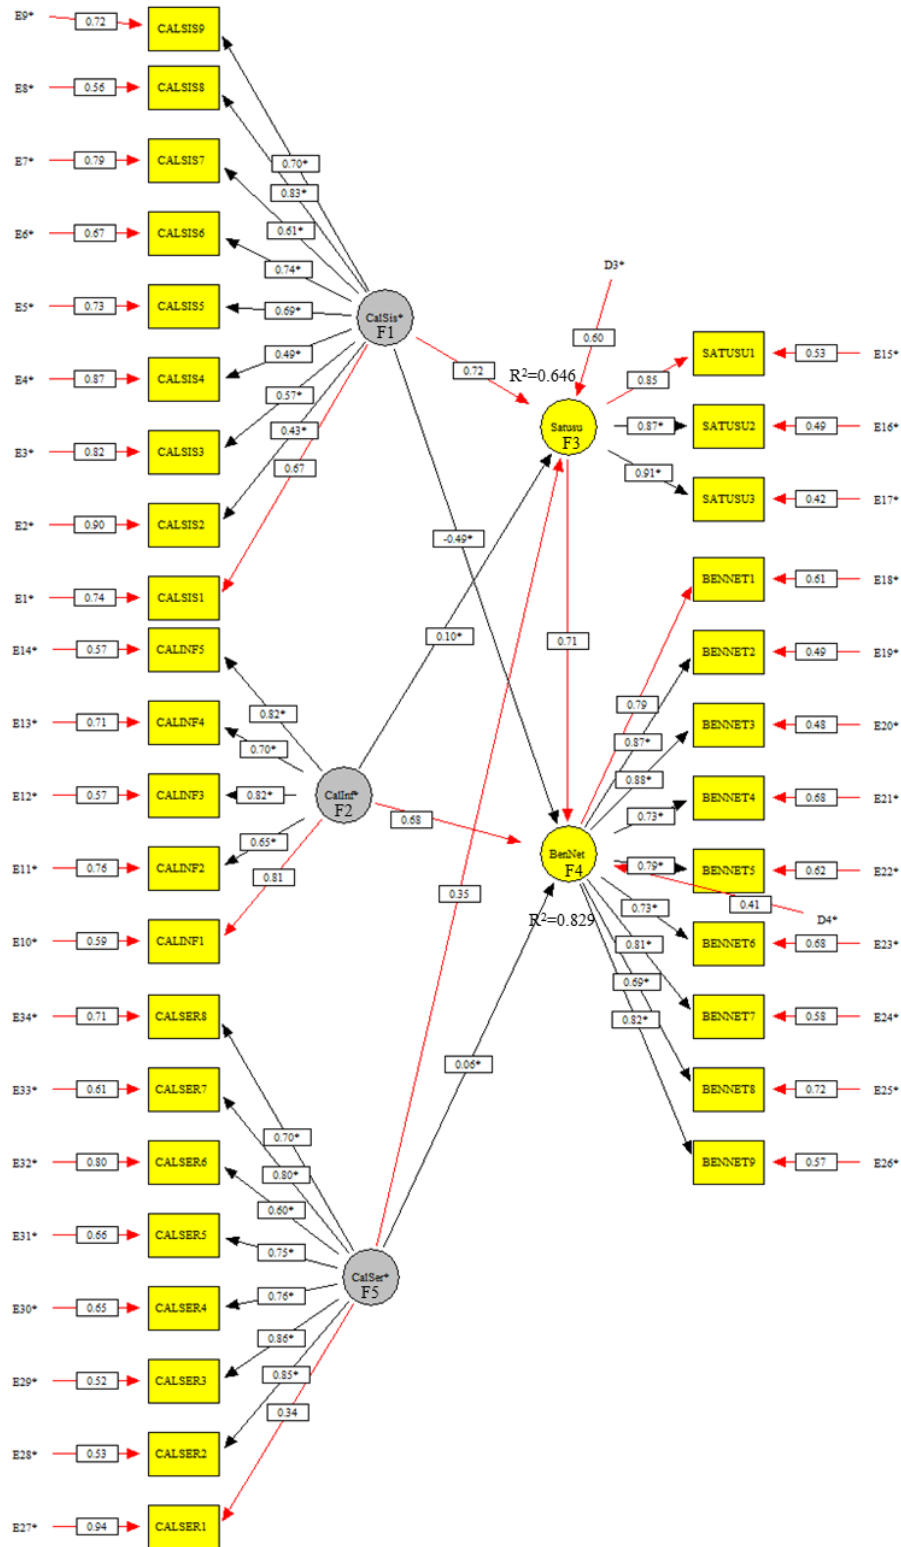 E9* 0.72 CALSIS9
E8* 0.56 CALSIS8
E7* 0.79 CALSIS7
0.70*
0.83*
E6* 0.67 CALSIS6
0.61*
0.74*
D3*
E5* 0.73 CALSIS5
0.69*
CalSis*
F1
0.60
0.49*
SATUSU1 0.53 E15*
E4* 0.87 CALSIS4
0.72
R²=0.646
0.85
0.57*
0.43*
Satusu
F3
0.87*
SATUSU2 0.49 E16*
E3* 0.82 CALSIS3
0.67
0.91*
SATUSU3 0.42 E17*
E2* 0.90 CALSIS2
-0.49*
BENNET1 0.61 E18*
E1* 0.74 CALSIS1
0.10*
0.71
E14* 0.57 CALINF5
BENNET2 0.49 E19*
0.82*
0.79
E13* 0.71 CALINF4
BENNET3 0.48 E20*
0.70*
0.87*
0.88*
E12* 0.57 CALINF3
0.82*
CalInf*
F2
BENNET4 0.68 E21*
0.68
0.73*
0.65*
BenNet
F4
E11* 0.76 CALINF2
0.79*
BENNET5 0.62 E22*
0.81
0.35
0.41
0.73*
R²=0.829
D4*
E10* 0.59 CALINF1
0.81*
BENNET6 0.68 E23*
0.69*
E34* 0.71 CALSER8
0.82*
BENNET7 0.58 E24*
0.06*
E33* 0.61 CALSER7
BENNET8 0.72 E25*
0.70*
E32* 0.80 CALSER6
0.80*
BENNET9 0.57 E26*
0.60*
E31* 0.66 CALSER5
0.75*
CalSer*
F5
E30* 0.65 CALSER4
0.76*
0.86*
E29* 0.52 CALSER3
0.85*
0.34
E28* 0.53 CALSER2
E27* 0.94 CALSER1